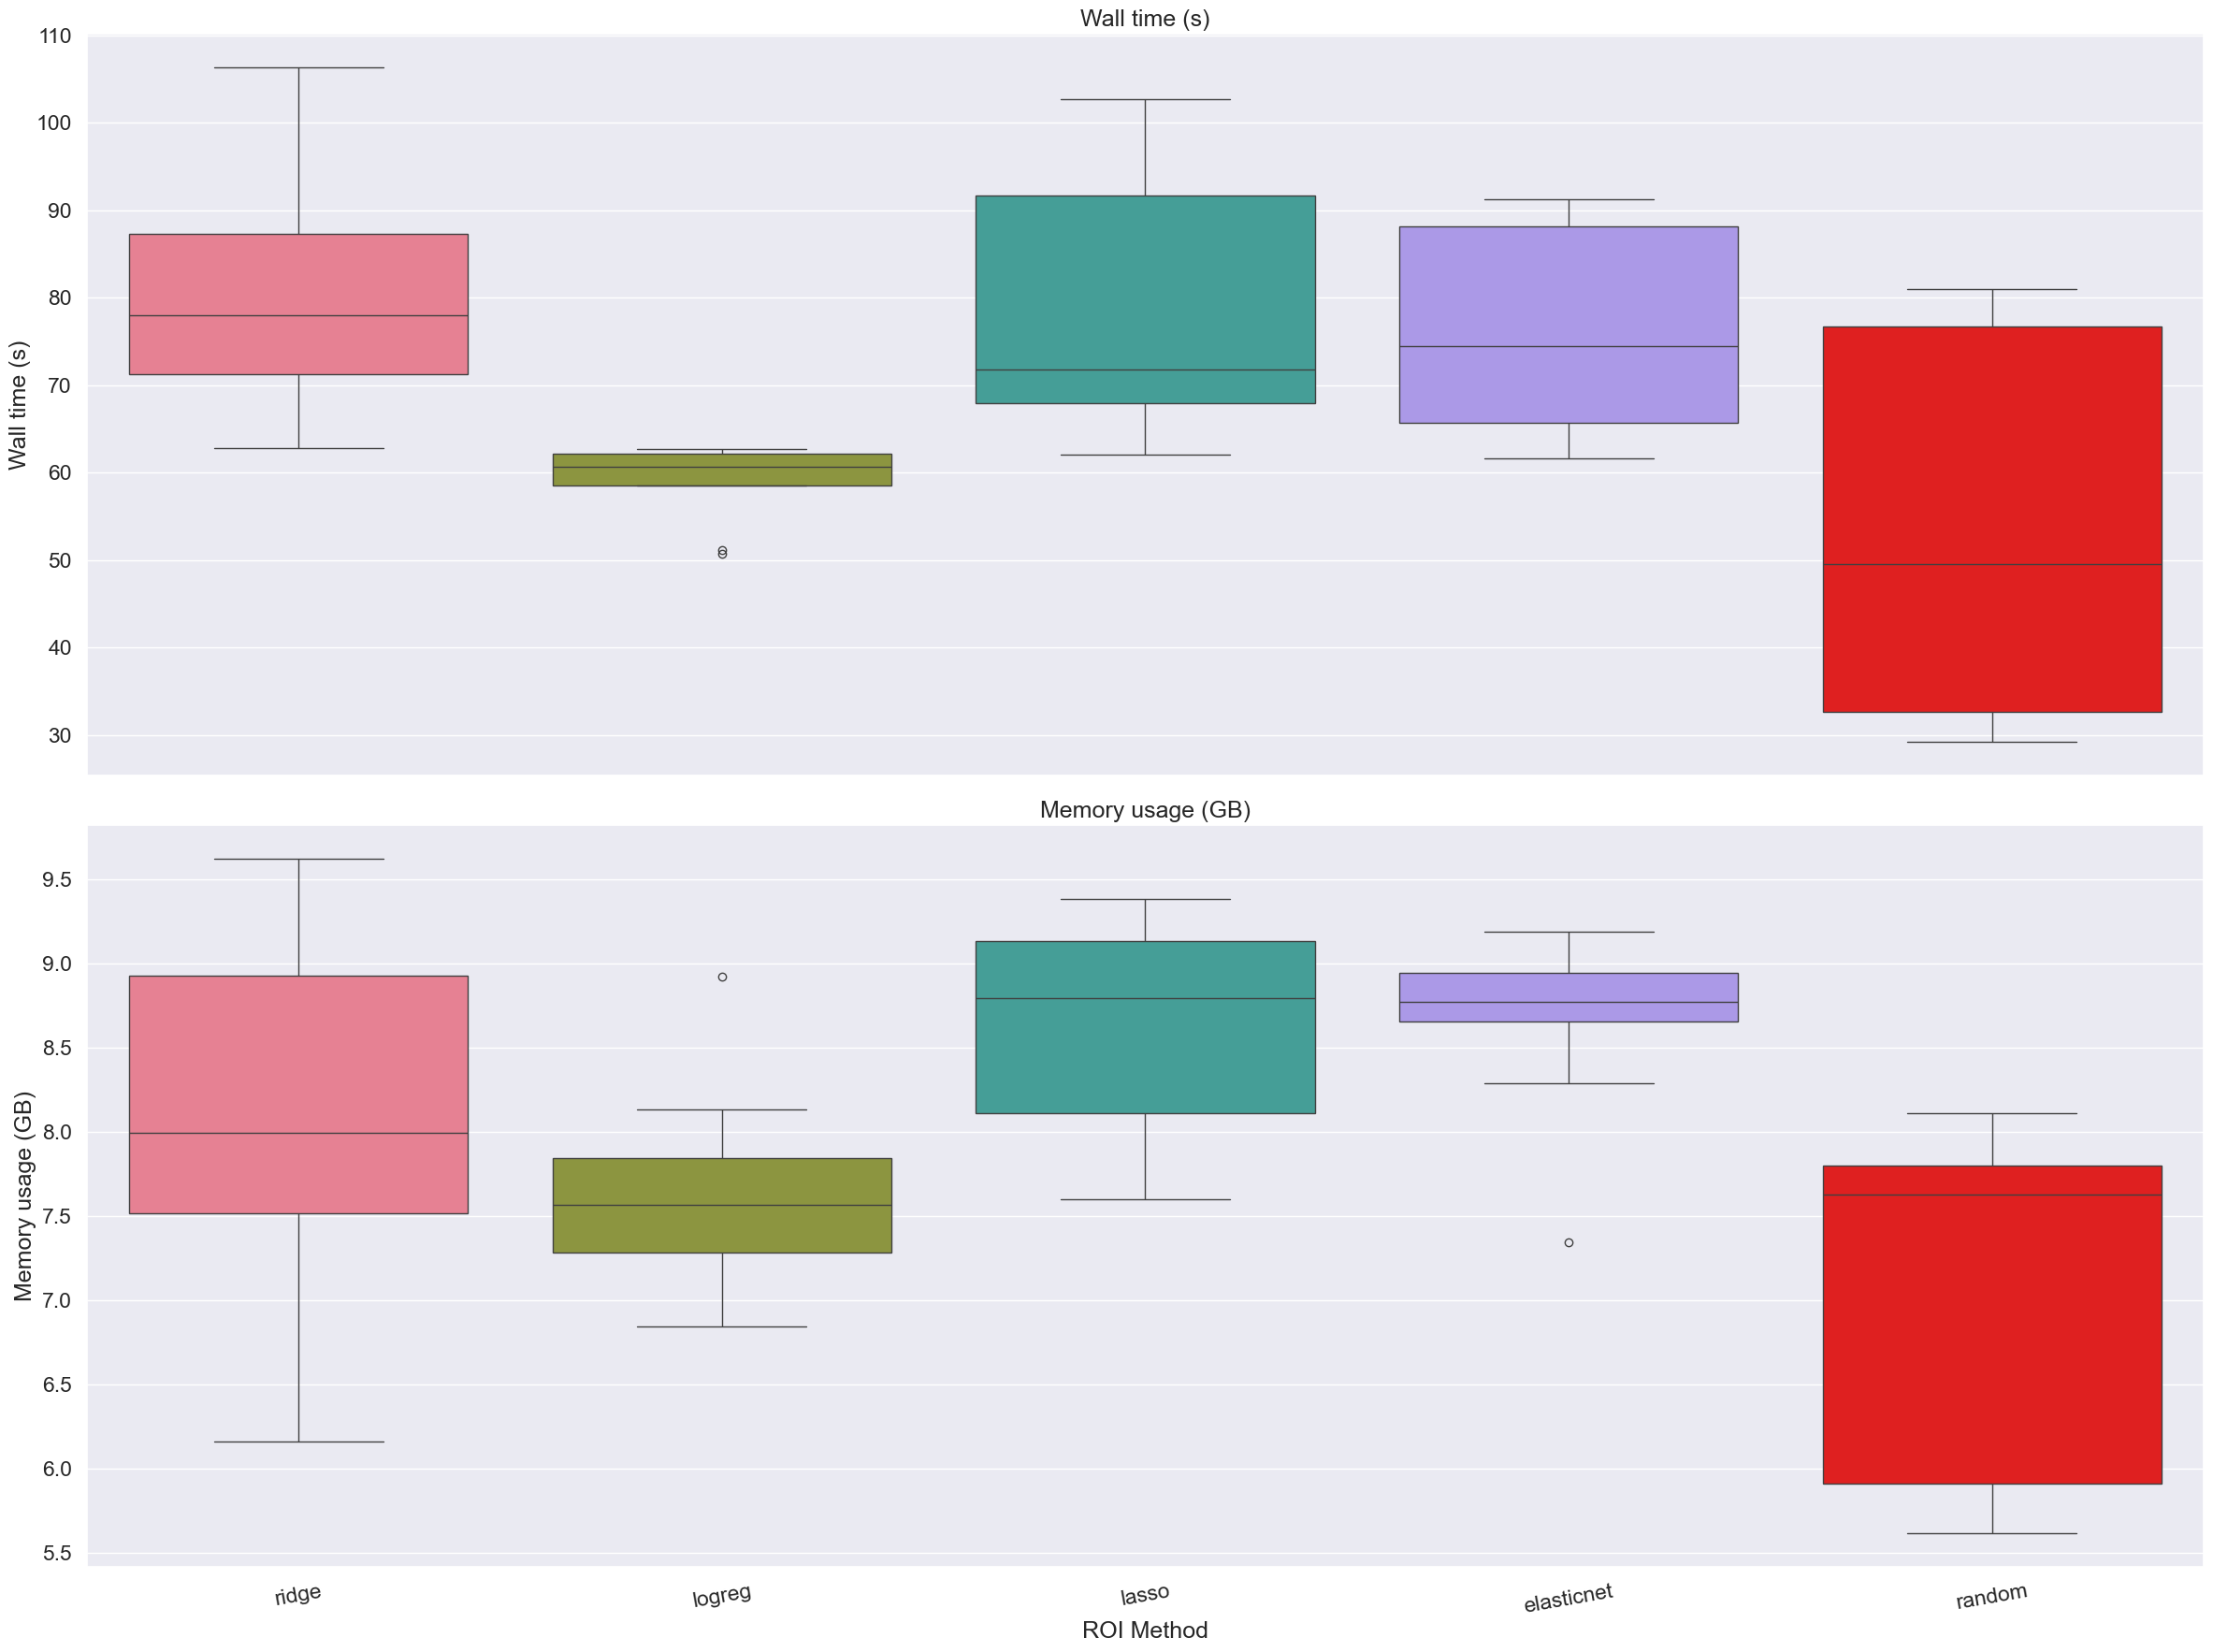 Wall time (s)
110
100
90
80
70
60
50
40
30
Wall time (s)
Memory usage (GB)
9.5
9.0
8.5
8.0
7.5
7.0
6.5
6.0
5.5
Memory usage (GB)
ridge
logreg
lasso
elasticnet
random
ROI Method